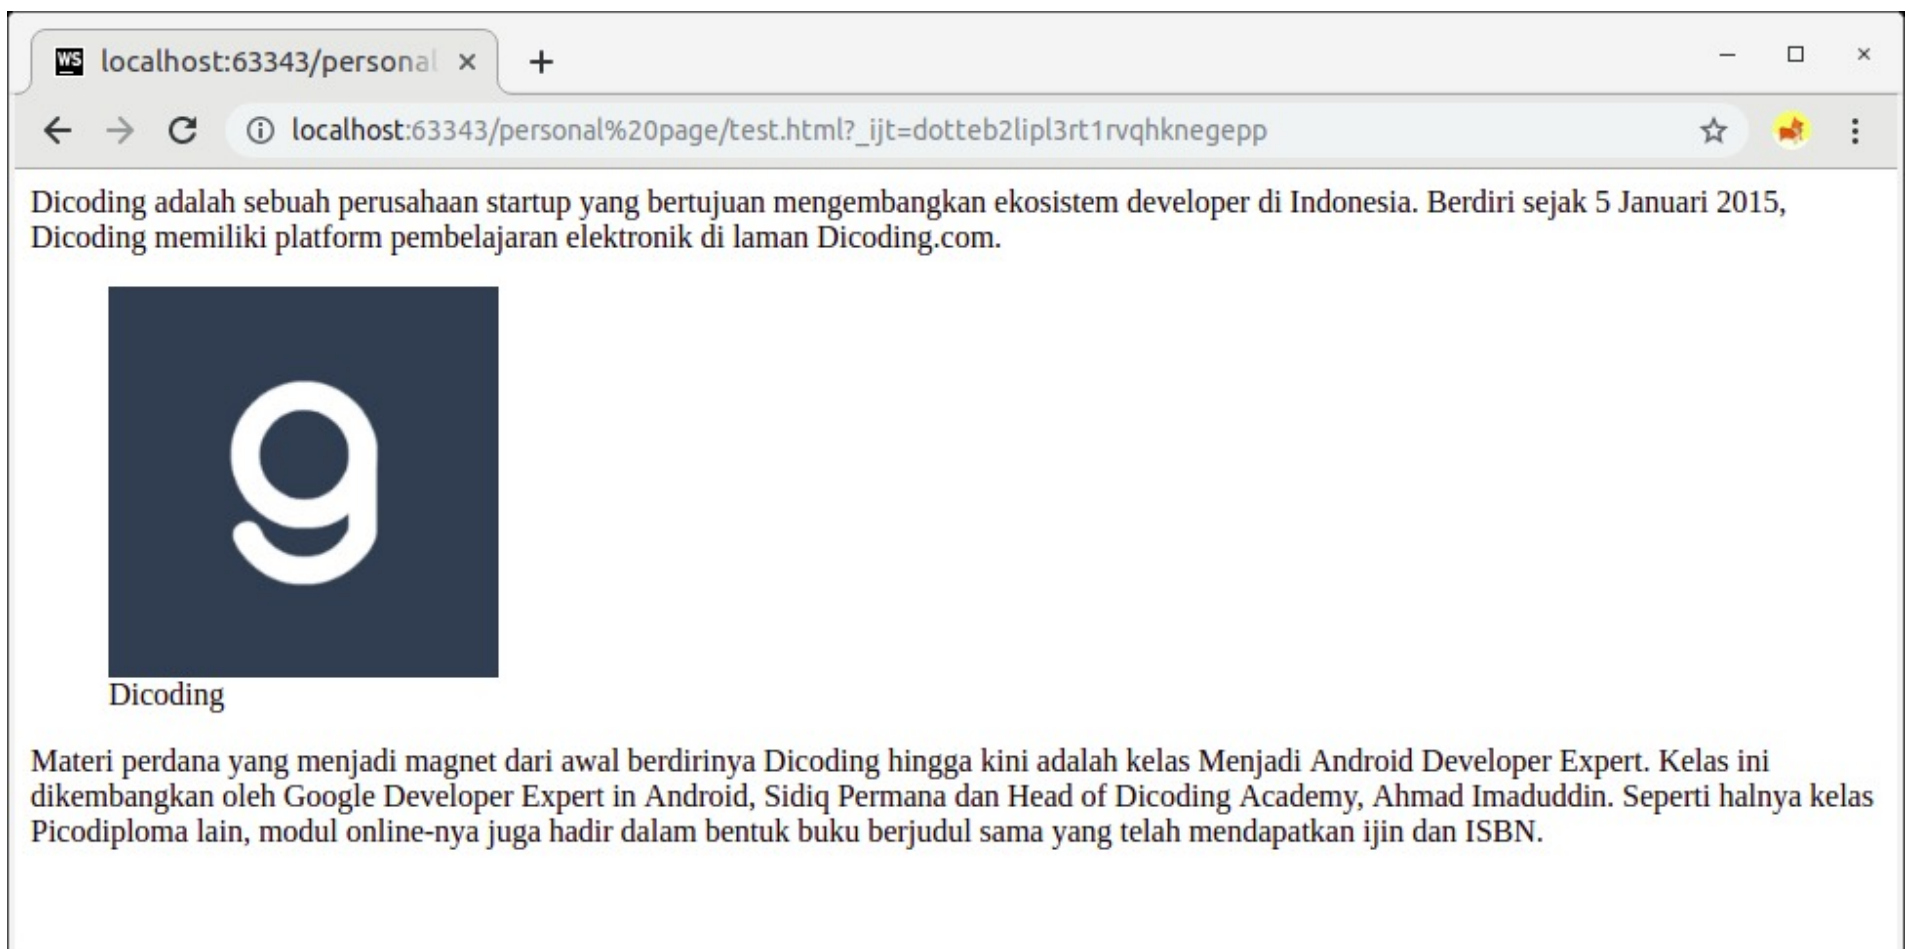 WS localhost:63343/personal
localhost:63343/personal%20page/test.html?_ijt=dotteb2lipl3rt1rvqhknegepp
Dicoding adalah sebuah perusahaan startup yang bertujuan mengembangkan ekosistem developer di Indonesia. Berdiri sejak 5 Januari 2015,
Dicoding memiliki platform pembelajaran elektronik di laman Dicoding.com.
g
Dicoding
Materi perdana yang menjadi magnet dari awal berdirinya Dicoding hingga kini adalah kelas Menjadi Android Developer Expert. Kelas ini
dikembangkan oleh Google Developer Expert in Android, Sidiq Permana dan Head of Dicoding Academy, Ahmad Imaduddin. Seperti halnya kelas
Picodiploma lain, modul online-nya juga hadir dalam bentuk buku berjudul sama yang telah mendapatkan ijin dan ISBN.